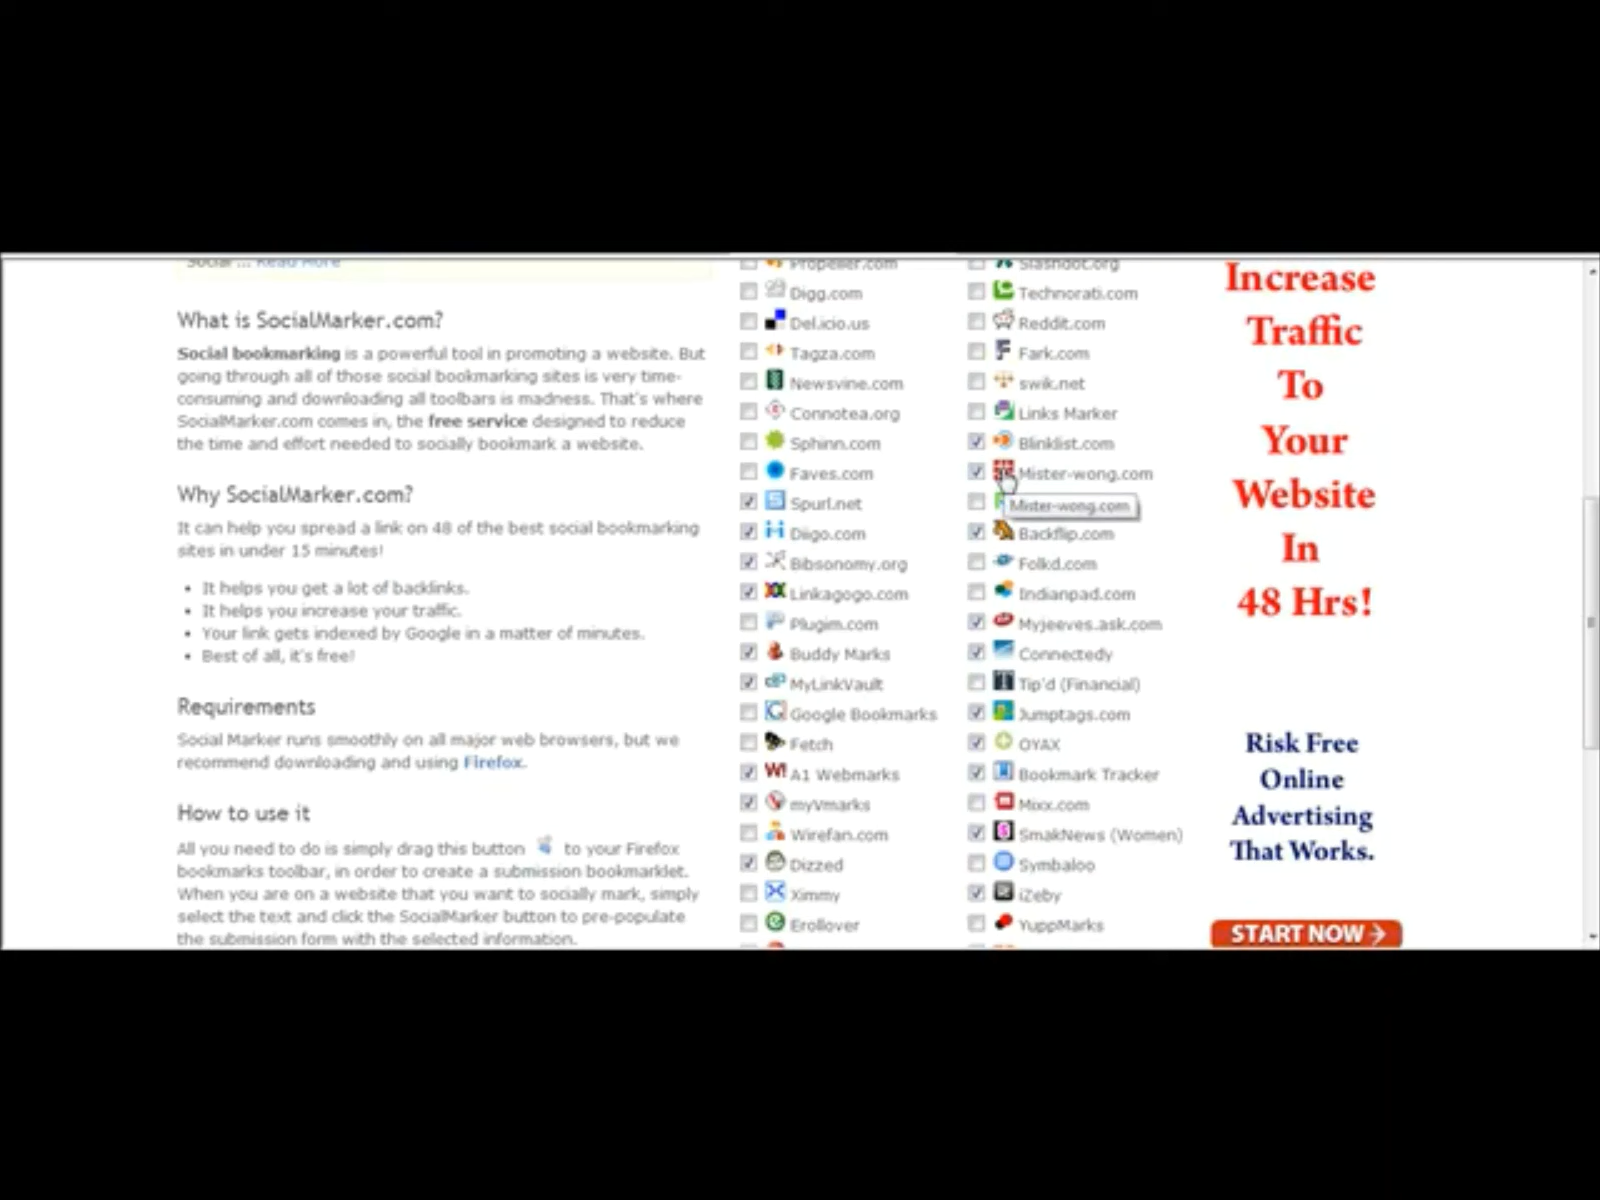 Social ... Read More
What is SocialMarker.com?
Social bookmarking is a powerful tool in promoting a website. But
going through all of those social bookmarking sites is very time-
consuming and downloading all toolbars is madness. That's where
SocialMarker.com comes in, the free service designed to reduce
the time and effort needed to socially bookmark a website.
Why SocialMarker.com?
It can help you spread a link on 48 of the best social bookmarking
sites in under 15 minutes!
• It helps you get a lot of backlinks.
• It helps you increase your traffic.
• Your link gets indexed by Google in a matter of minutes.
• Best of all, it's free!
Requirements
Social Marker runs smoothly on all major web browsers, but we
recommend downloading and using Firefox.
How to use it
All you need to do is simply drag this button to your Firefox
bookmarks toolbar, in order to create a submission bookmarklet.
When you are on a website that you want to socially mark, simply
select the text and click the SocialMarker button to pre-populate
the submission form with the selected information.
Propeller.com
Digg.com
Del.icio.us
Tagza.com
Newsvine.com
Connotea.org
Sphinn.com
Faves.com
Spurl.net
Diigo.com
Bibsonomy.org
Linkagogo.com
Plugim.com
Buddy Marks
MyLinkVault
Google Bookmarks
Fetch
A1 Webmarks
myVmarks
Wirefan.com
Dizzed
Ximmy
Erollover
Slashdot.org
Technorati.com
Reddit.com
Fark.com
swik.net
Links Marker
Blinklist.com
Mister-wong.com
Mister-wong.com
Backflip.com
Folkd.com
Indianpad.com
Myjeeves.ask.com
Connectedy
Tip'd (Financial)
Jumptags.com
OYAX
Bookmark Tracker
Mixx.com
SmakNews (Women)
Symbaloo
iZeby
YuppMarks
Increase
Traffic
To
Your
Website
In
48 Hrs!
Risk Free
Online
Advertising
That Works.
START NOW